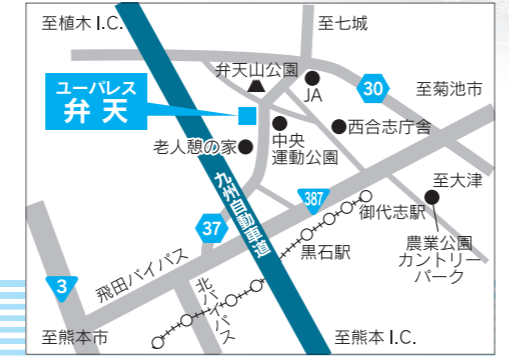 至植木 I.C.
至七城
弁天山公園
JA
30
至菊池市
ユーパレス
弁天
中央
運動公園
西合志庁舎
老人憩の家
至大津
九州自動車道
387
御代志駅
37
黒石駅
農業公園
カントリー
パーク
3
飛田バイパス
北バイパス
至熊本市
至熊本 I.C.